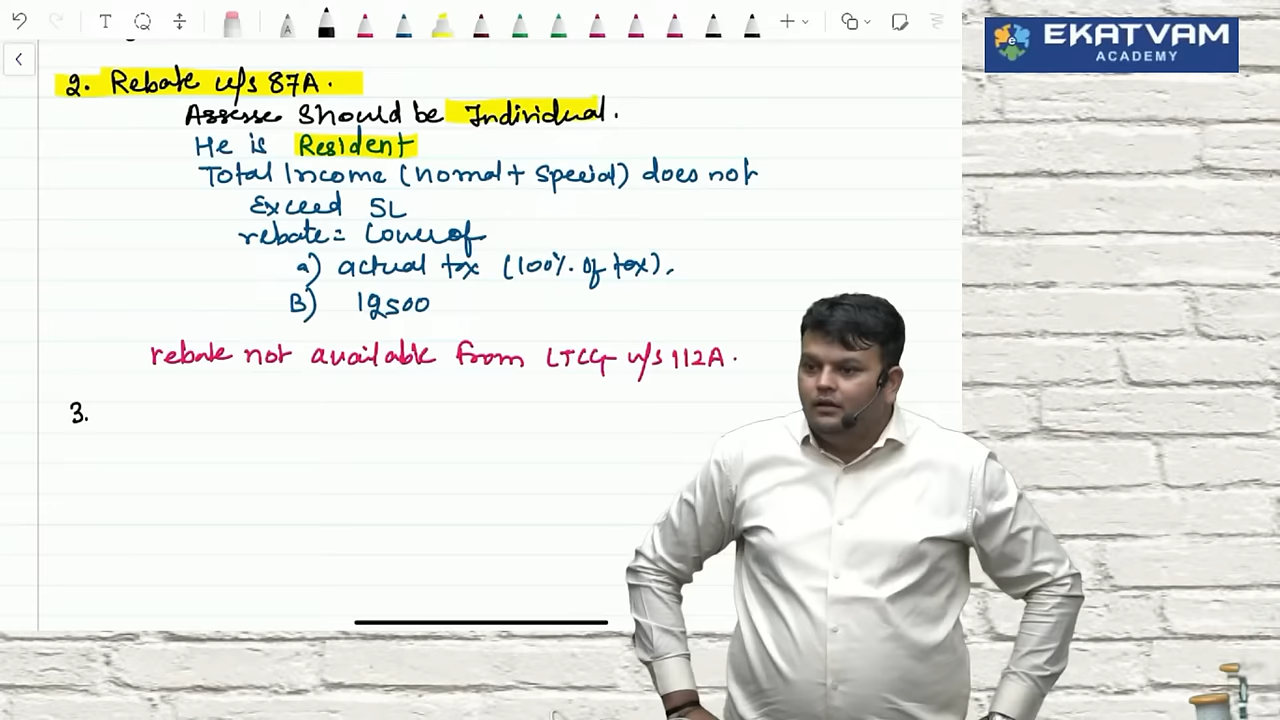 EKATVAM
ACADEMY
2. Rebate u/s 87A.
Assesse should be Individual.
He is Resident
Total Income (normal + special) does not
Exceed 5L
rebate = Lower of
a) actual tax (100% of tax).
B) 12500
rebate not available from LTCG u/s 112A.
3.